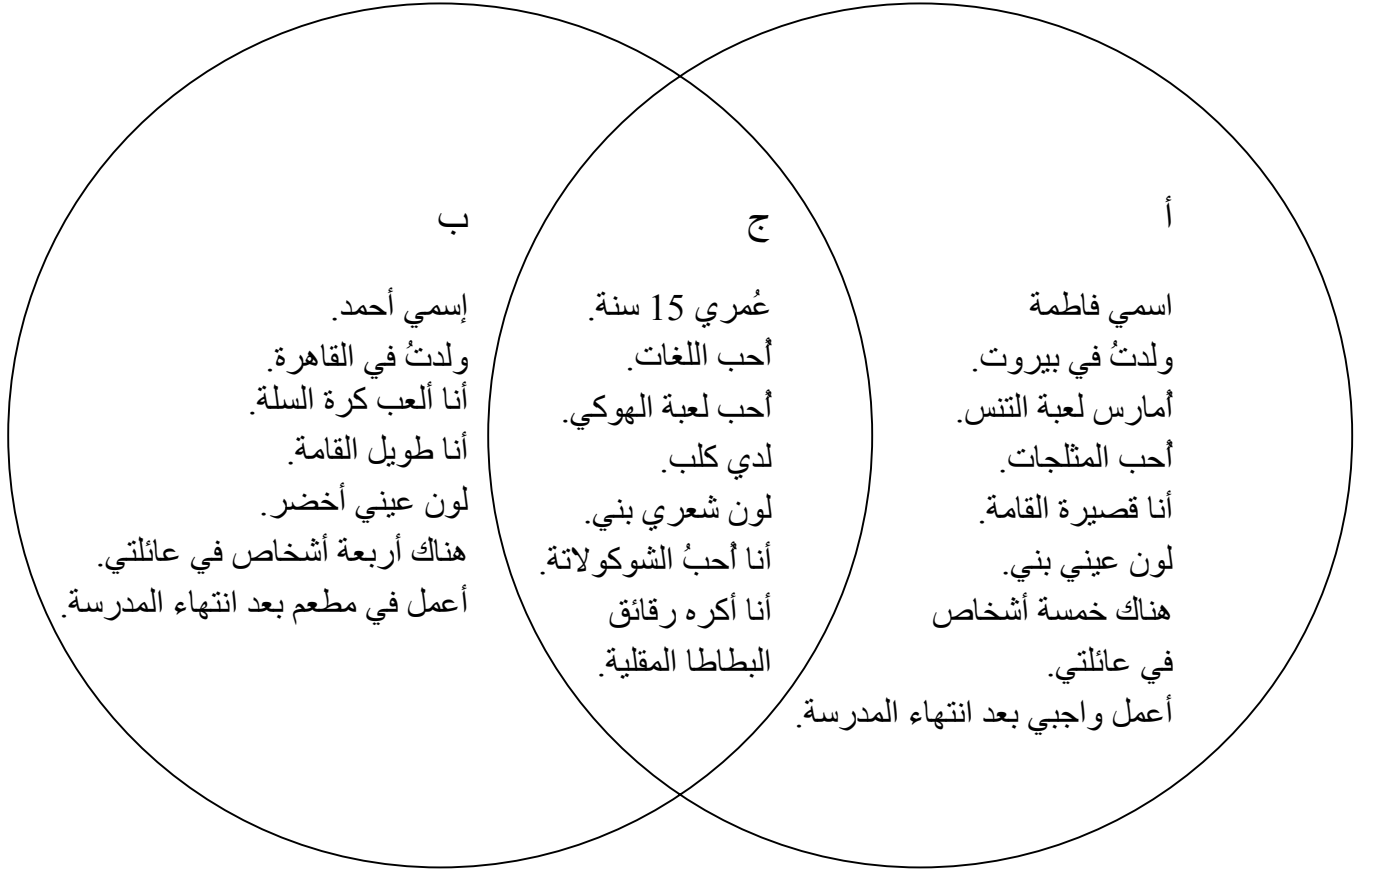 أ
اسمي فاطمة
ولدتُ في بيروت.
أُمارس لعبة التنس.
أُحب المثلجات.
أنا قصيرة القامة.
لون عيني بني.
هناك خمسة أشخاص
في عائلتي.
أعمل واجبي بعد انتهاء المدرسة.
ج
عُمري 15 سنة.
أُحب اللغات.
أُحب لعبة الهوكي.
لدي كلب.
لون شعري بني.
أنا أُحبُ الشوكولاتة.
أنا أكره رقائق
البطاطا المقلية.
ب
إسمي أحمد.
ولدتُ في القاهرة.
أنا ألعب كرة السلة.
أنا طويل القامة.
لون عيني أخضر.
هناك أربعة أشخاص في عائلتي.
أعمل في مطعم بعد انتهاء المدرسة.